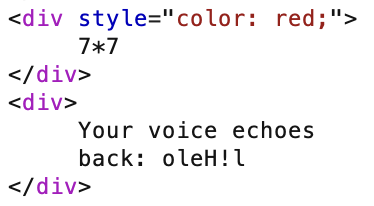 <div style="color: red;">
7*7
</div>
<div>
Your voice echoes
back: oleH!l
</div>